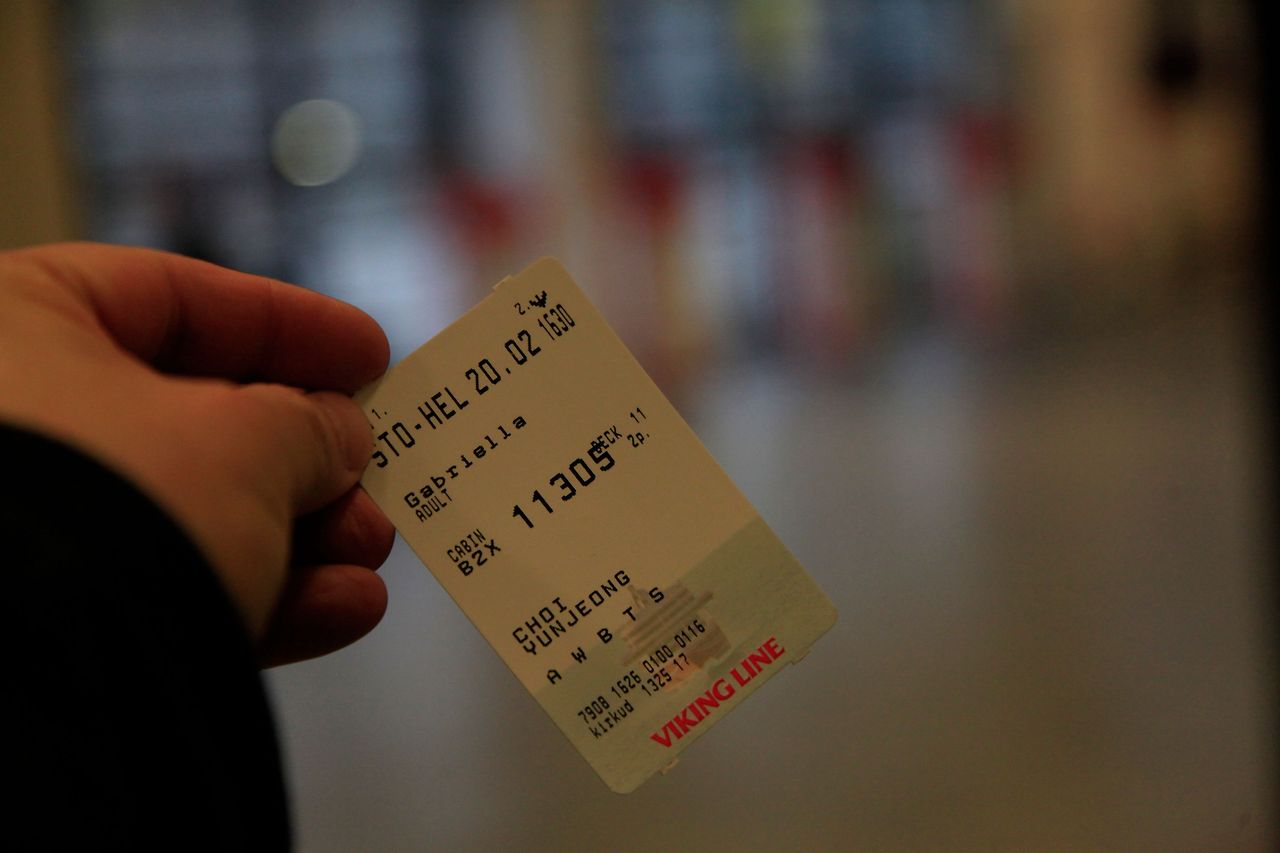 1. 2.
STO-HEL 20.02 1630
Gabriella
ADULT
DECK 11
11305 2p.
CABIN
B2X
CHOI
YUNJEONG
A W B T S
7908 1626 0100 0116
kirkud 1325 17
VIKING LINE